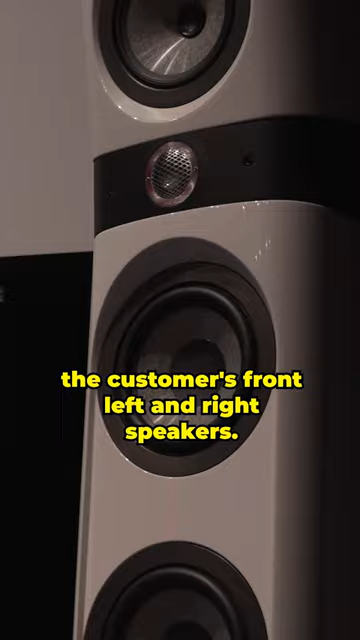 the customer's front
left and right
speakers.